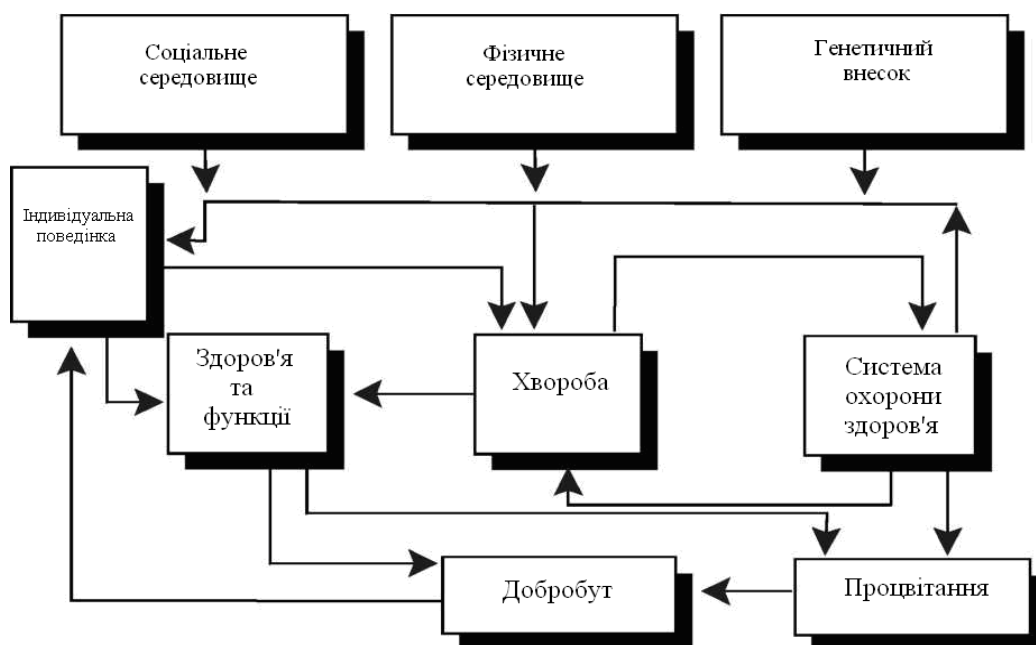 Соціальне
середовище
Фізичне
середовище
Генетичний
внесок
Індивідуальна
поведінка
Здоров'я
та
функції
Хвороба
Система
охорони
здоров'я
Добробут
Процвітання